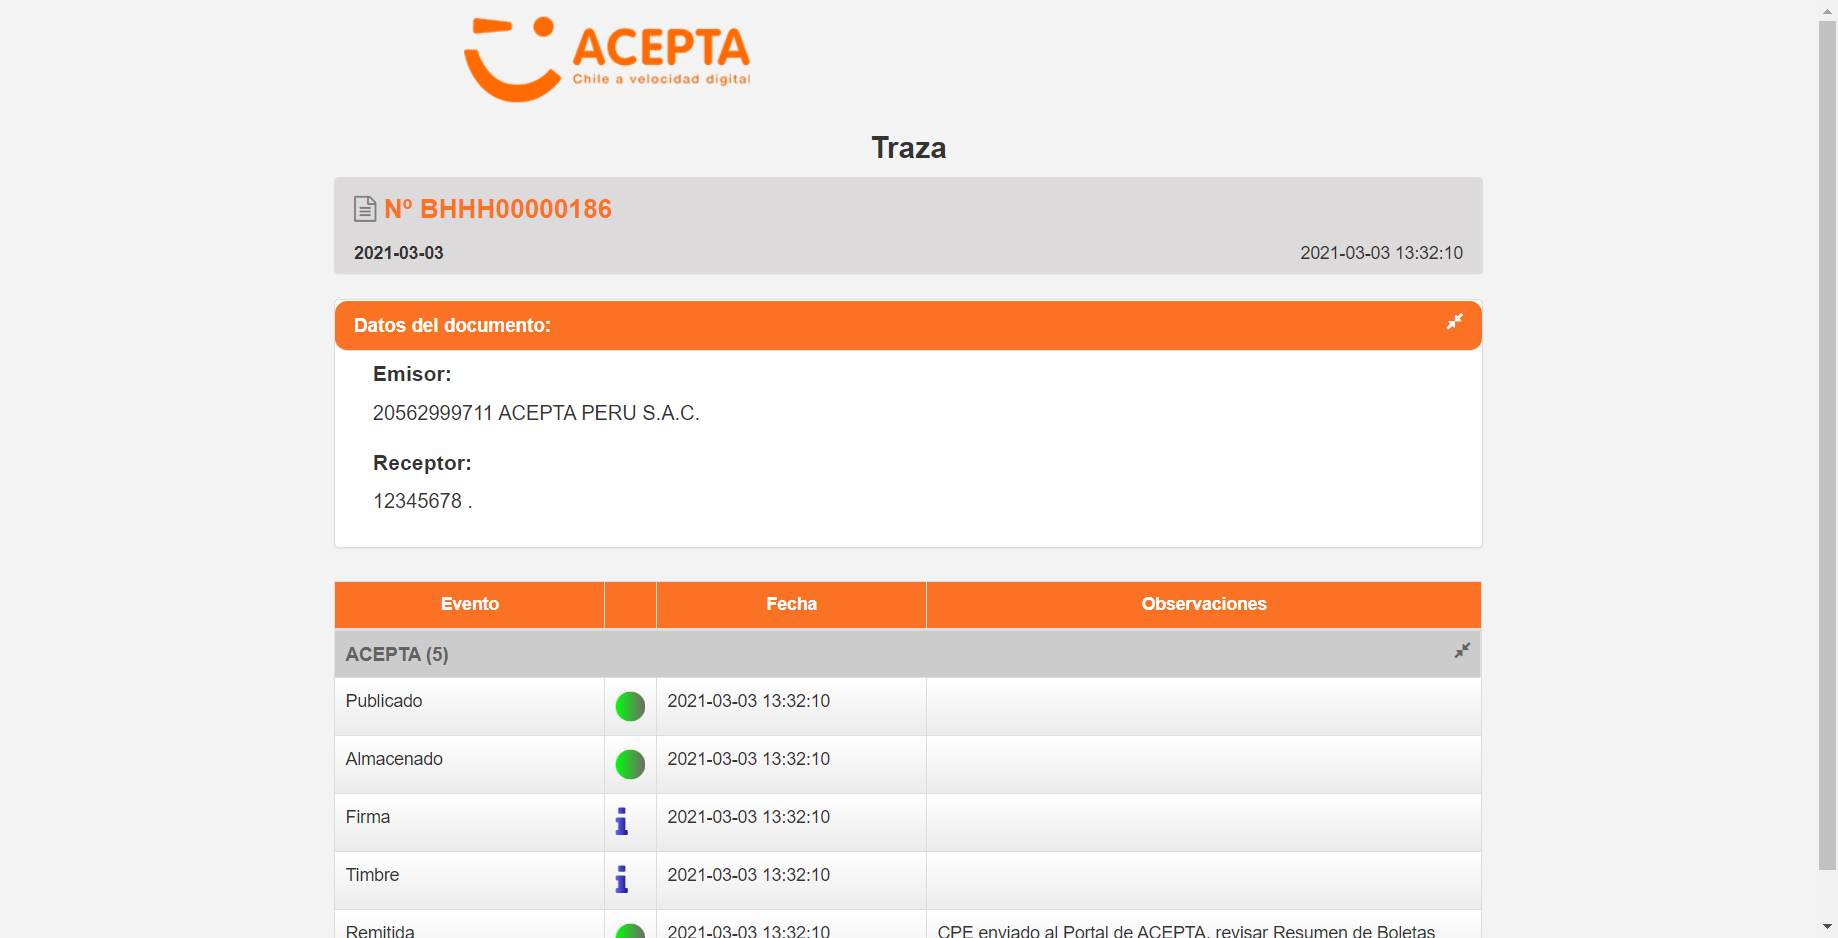 ACEPTA
Chile a velocidad digital
Traza
Nº BHHH00000186
2021-03-03 2021-03-03 13:32:10
Datos del documento:
Emisor:
20562999711 ACEPTA PERU S.A.C.
Receptor:
12345678 .
Evento Fecha Observaciones
ACEPTA (5)
Publicado 2021-03-03 13:32:10
Almacenado 2021-03-03 13:32:10
Firma 2021-03-03 13:32:10
Timbre 2021-03-03 13:32:10
Remitida 2021-03-03 13:32:10 CPE enviado al Portal de ACEPTA, revisar Resumen de Boletas